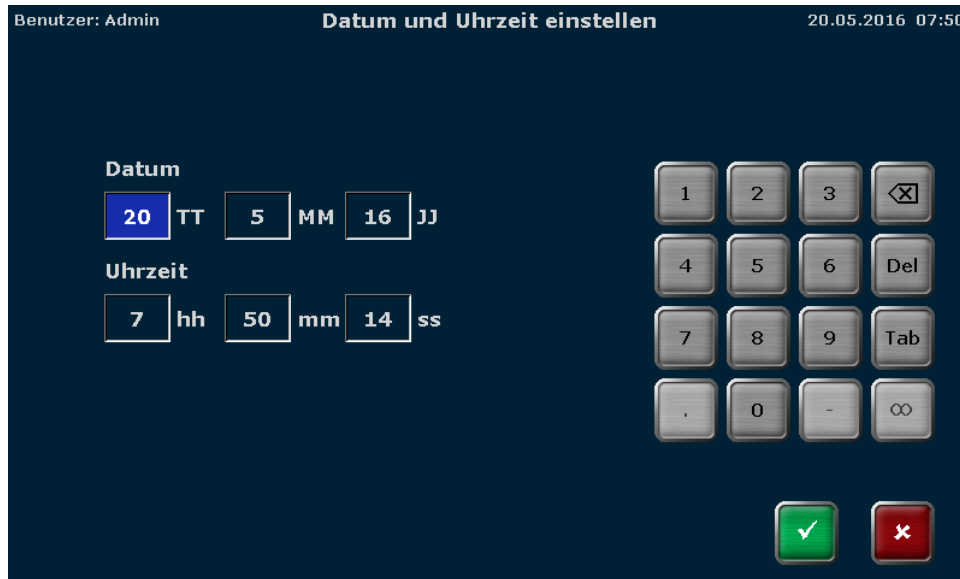 Benutzer: Admin Datum und Uhrzeit einstellen 20.05.2016 07:50
Datum
20 TT 5 MM 16 JJ
Uhrzeit
7 hh 50 mm 14 ss
1 2 3
4 5 6 Del
7 8 9 Tab
. 0 - ∞